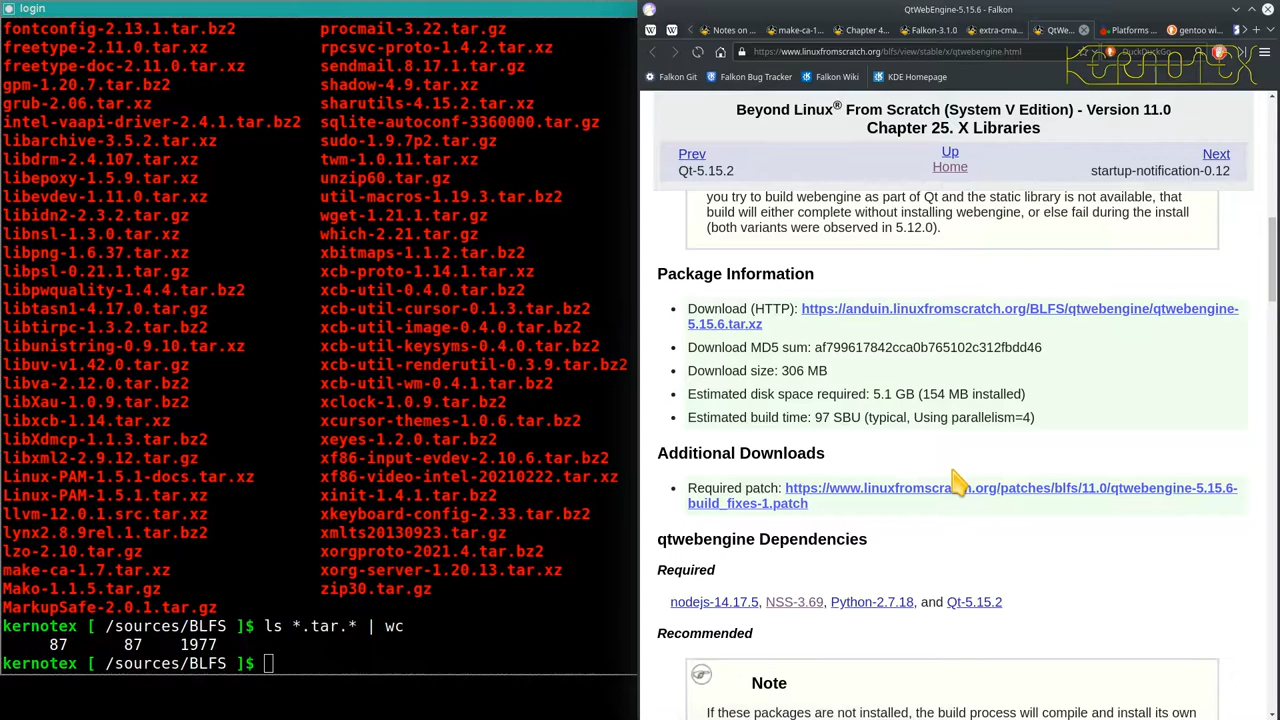 login
fontconfig-2.13.1.tar.bz2
freetype-2.11.0.tar.xz
freetype-doc-2.11.0.tar.xz
gpm-1.20.7.tar.bz2
grub-2.06.tar.xz
intel-vaapi-driver-2.4.1.tar.bz2
libarchive-3.5.2.tar.xz
libdrm-2.4.107.tar.xz
libepoxy-1.5.9.tar.xz
libevdev-1.11.0.tar.xz
libidn2-2.3.2.tar.gz
libnsl-1.3.0.tar.xz
libpng-1.6.37.tar.xz
libpsl-0.21.1.tar.gz
libpwquality-1.4.4.tar.bz2
libtasn1-4.17.0.tar.gz
libtirpc-1.3.2.tar.bz2
libunistring-0.9.10.tar.xz
libuv-v1.42.0.tar.gz
libva-2.12.0.tar.bz2
libXau-1.0.9.tar.bz2
libxcb-1.14.tar.xz
libXdmcp-1.1.3.tar.bz2
libxml2-2.9.12.tar.gz
Linux-PAM-1.5.1-docs.tar.xz
Linux-PAM-1.5.1.tar.xz
llvm-12.0.1.src.tar.xz
lynx2.8.9rel.1.tar.bz2
lzo-2.10.tar.gz
make-ca-1.7.tar.xz
Mako-1.1.5.tar.gz
MarkupSafe-2.0.1.tar.gz
procmail-3.22.tar.gz
rpcsvc-proto-1.4.2.tar.xz
sendmail.8.17.1.tar.gz
shadow-4.9.tar.xz
sharutils-4.15.2.tar.xz
sqlite-autoconf-3360000.tar.gz
sudo-1.9.7p2.tar.gz
twm-1.0.11.tar.xz
unzip60.tar.gz
util-macros-1.19.3.tar.bz2
wget-1.21.1.tar.gz
which-2.21.tar.gz
xbitmaps-1.1.2.tar.bz2
xcb-proto-1.14.1.tar.xz
xcb-util-0.4.0.tar.bz2
xcb-util-cursor-0.1.3.tar.bz2
xcb-util-image-0.4.0.tar.bz2
xcb-util-keysyms-0.4.0.tar.bz2
xcb-util-renderutil-0.3.9.tar.bz2
xcb-util-wm-0.4.1.tar.bz2
xclock-1.0.9.tar.bz2
xcursor-themes-1.0.6.tar.bz2
xeyes-1.2.0.tar.bz2
xf86-input-evdev-2.10.6.tar.bz2
xf86-video-intel-20210222.tar.xz
xinit-1.4.1.tar.bz2
xkeyboard-config-2.33.tar.bz2
xmlts20130923.tar.gz
xorgproto-2021.4.tar.bz2
xorg-server-1.20.13.tar.xz
zip30.tar.gz
kernotex [ /sources/BLFS ]$ ls *.tar.* | wc
87 87 1977
kernotex [ /sources/BLFS ]$
QtWebEngine-5.15.6 - Falkon
Notes on ... make-ca-1... Chapter 4... Falkon-3.1.0 extra-cma... QtWe... Platforms ... gentoo wi...
https://www.linuxfromscratch.org/blfs/view/stable/x/qtwebengine.html
DuckDuckGo
KERNOTEX
Falkon Git Falkon Bug Tracker Falkon Wiki KDE Homepage
Beyond Linux® From Scratch (System V Edition) - Version 11.0
Chapter 25. X Libraries
Prev Up Next
Qt-5.15.2 Home startup-notification-0.12
you try to build webengine as part of Qt and the static library is not available, that
build will either complete without installing webengine, or else fail during the install
(both variants were observed in 5.12.0).
Package Information
Download (HTTP): https://anduin.linuxfromscratch.org/BLFS/qtwebengine/qtwebengine-
5.15.6.tar.xz
Download MD5 sum: af799617842cca0b765102c312fbdd46
Download size: 306 MB
Estimated disk space required: 5.1 GB (154 MB installed)
Estimated build time: 97 SBU (typical, Using parallelism=4)
Additional Downloads
Required patch: https://www.linuxfromscratch.org/patches/blfs/11.0/qtwebengine-5.15.6-
build_fixes-1.patch
qtwebengine Dependencies
Required
nodejs-14.17.5, NSS-3.69, Python-2.7.18, and Qt-5.15.2
Recommended
Note
If these packages are not installed, the build process will compile and install its own